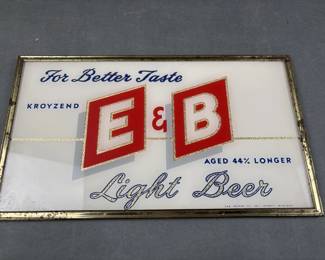 For Better Taste
KROYZEND
E & B
AGED 44% LONGER
Light Beer